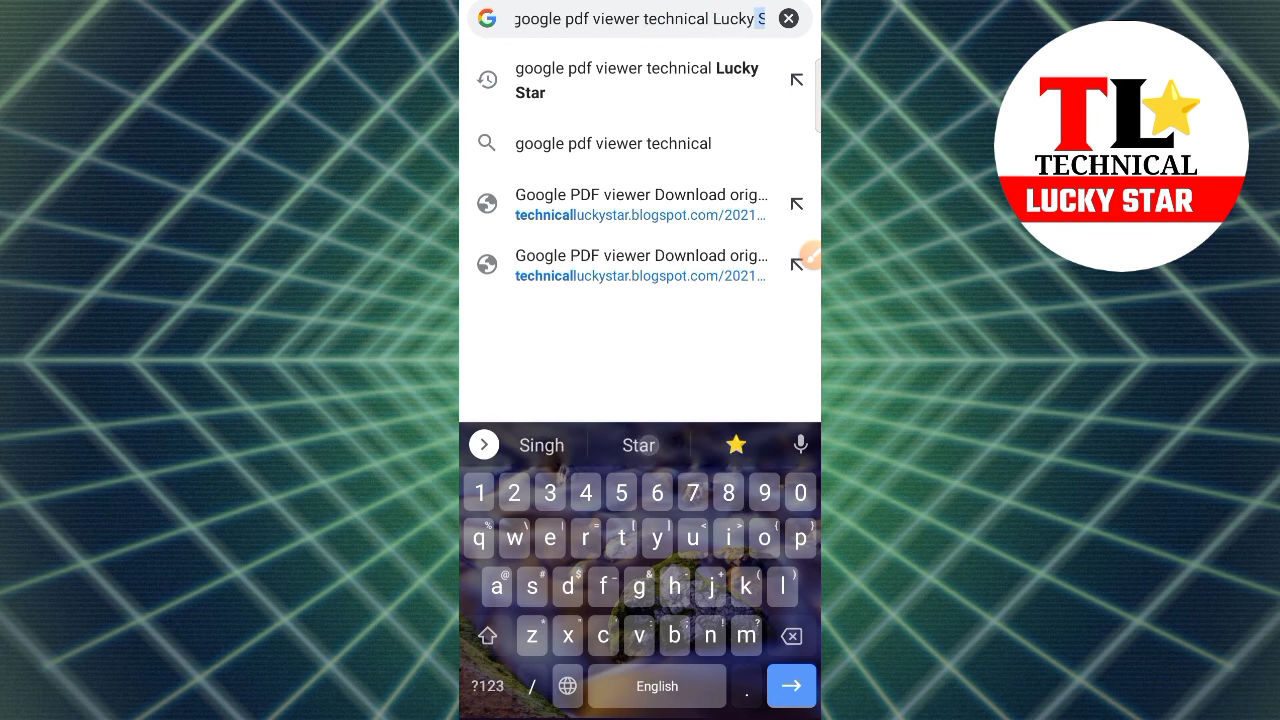 google pdf viewer technical Lucky S
google pdf viewer technical Lucky
Star
google pdf viewer technical
Google PDF viewer Download orig...
technicalluckystar.blogspot.com/2021...
Google PDF viewer Download orig...
technicalluckystar.blogspot.com/2021...
TL
TECHNICAL
LUCKY STAR
Singh Star
1 2 3 4 5 6 7 8 9 0
q w e r t y u i o p
a s d f g h j k l
z x c v b n m
?123 / English .